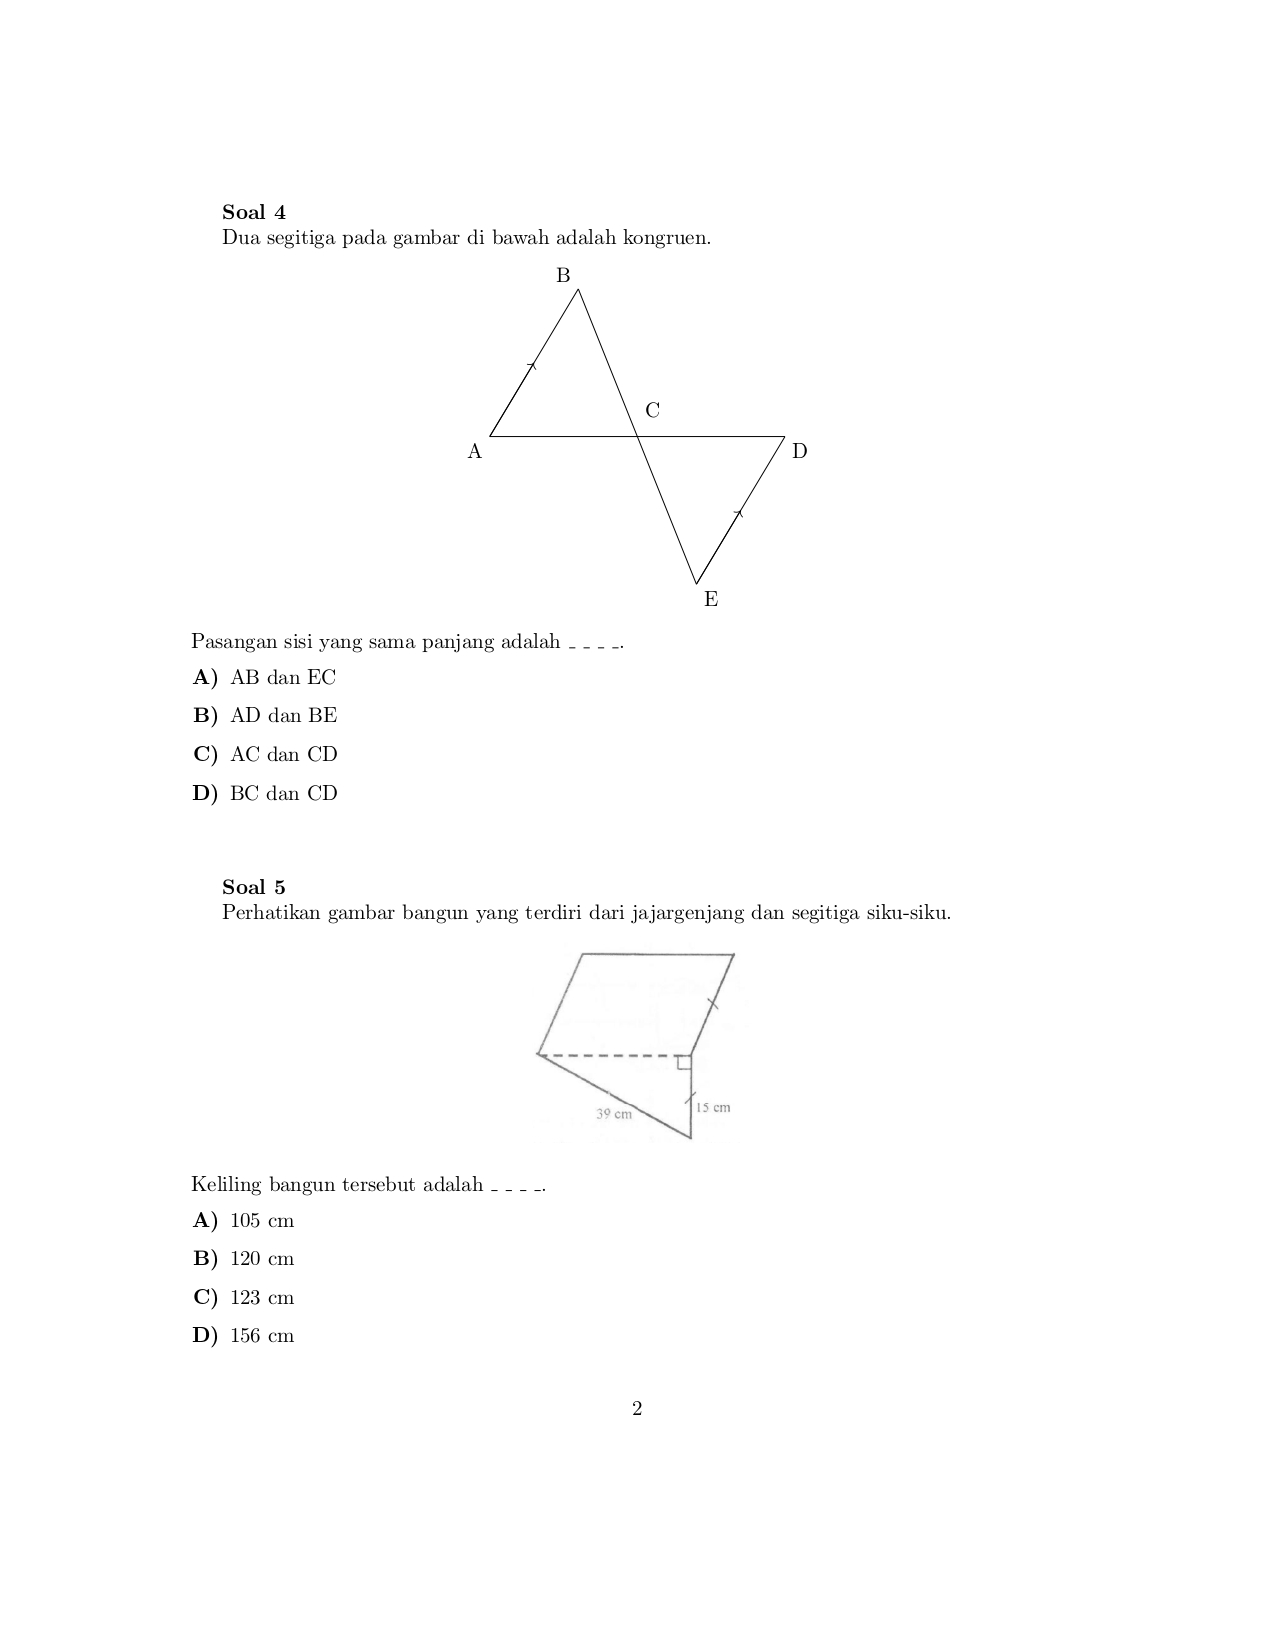 Soal 4
Dua segitiga pada gambar di bawah adalah kongruen.
B
C
A
D
E
Pasangan sisi yang sama panjang adalah _ _ _ _.
A) AB dan EC
B) AD dan BE
C) AC dan CD
D) BC dan CD
Soal 5
Perhatikan gambar bangun yang terdiri dari jajargenjang dan segitiga siku-siku.
39 cm
15 cm
Keliling bangun tersebut adalah _ _ _ _.
A) 105 cm
B) 120 cm
C) 123 cm
D) 156 cm
2